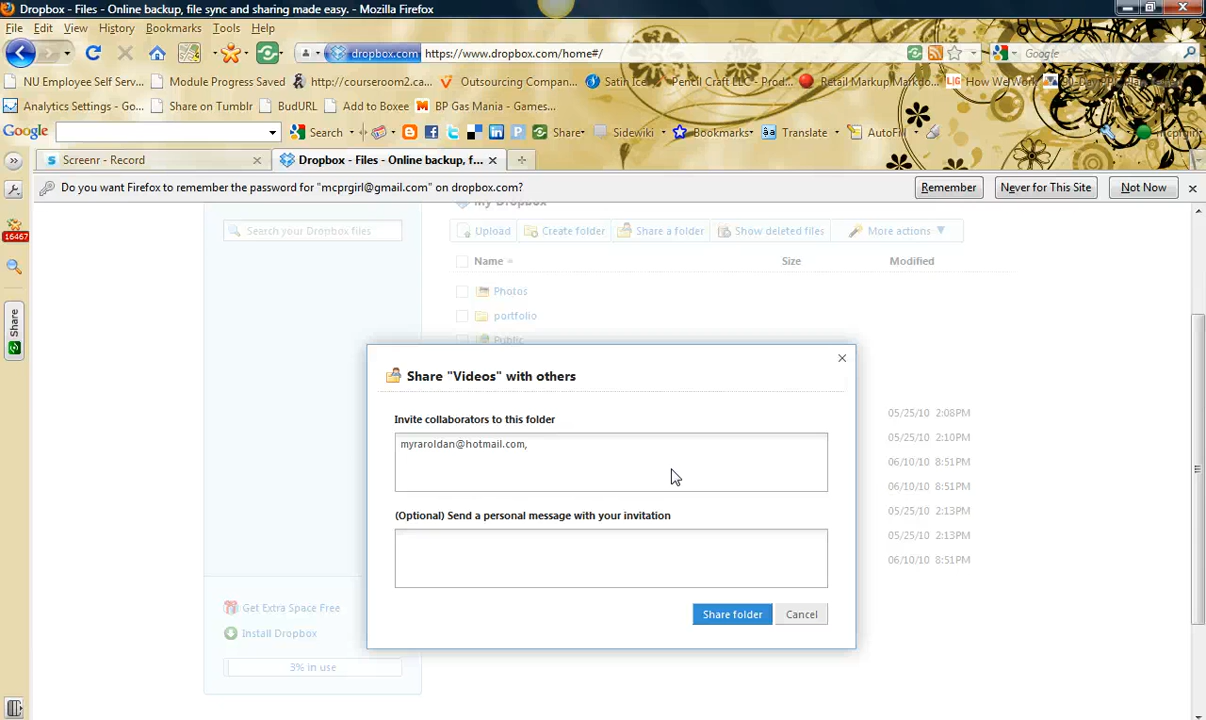 Dropbox - Files - Online backup, file sync and sharing made easy. - Mozilla Firefox
File Edit View History Bookmarks Tools Help
dropbox.com https://www.dropbox.com/home#/ Google
NU Employee Self Serv... Module Progress Saved http://coursersom2.ca... Outsourcing Compan... Satin Ice Pencil Craft LLC - Prod... Retail Markup/Markdo... How We Work
Analytics Settings - Go... Share on Tumblr BudURL Add to Boxee BP Gas Mania - Games...
Google Search Share Sidewiki Bookmarks Translate AutoFill mcprgirl
Screenr - Record Dropbox - Files - Online backup, f...
Do you want Firefox to remember the password for "mcprgirl@gmail.com" on dropbox.com? Remember Never for This Site Not Now
My Dropbox
Search your Dropbox files Upload Create folder Share a folder Show deleted files More actions
16467
Name Size Modified
Photos
portfolio
Public
Share
Share "Videos" with others
Invite collaborators to this folder
05/25/10 2:08PM
myraroldan@hotmail.com,
05/25/10 2:10PM
06/10/10 8:51PM
06/10/10 8:51PM
(Optional) Send a personal message with your invitation
05/25/10 2:13PM
05/25/10 2:13PM
06/10/10 8:51PM
Get Extra Space Free
Share folder Cancel
Install Dropbox
3% in use